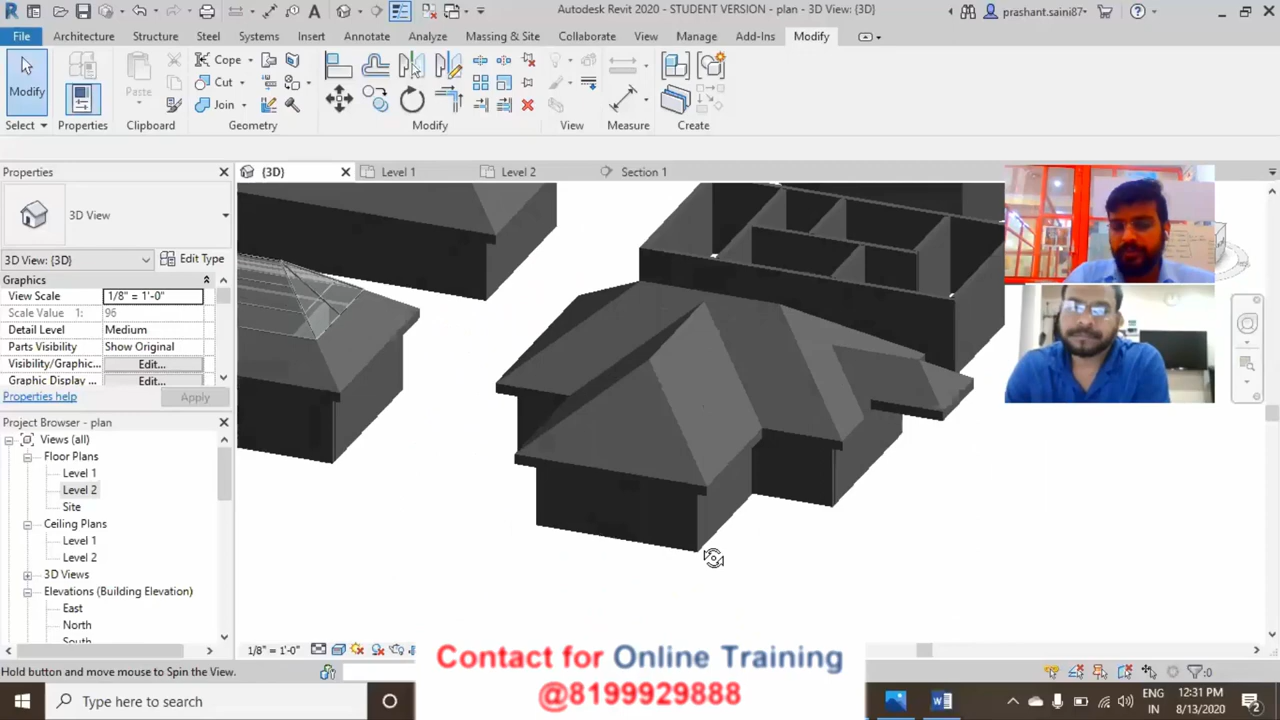 Autodesk Revit 2020 - STUDENT VERSION - plan - 3D View: {3D}
prashant.saini87
File Architecture Structure Steel Systems Insert Annotate Analyze Massing & Site Collaborate View Manage Add-Ins Modify
Cope
Cut
Join
Modify
Paste
Select Properties Clipboard Geometry Modify View Measure Create
Properties
{3D} Level 1 Level 2 Section 1
3D View
3D View: {3D} Edit Type
Graphics
View Scale 1/8" = 1'-0"
Scale Value 1: 96
Detail Level Medium
Parts Visibility Show Original
Visibility/Graphic... Edit...
Graphic Display ... Edit...
Properties help Apply
Project Browser - plan
Views (all)
Floor Plans
Level 1
Level 2
Site
Ceiling Plans
Level 1
Level 2
3D Views
Elevations (Building Elevation)
East
North
South
1/8" = 1'-0"
Hold button and move mouse to Spin the View.
:0
Contact for Online Training
@8199929888
Type here to search
ENG
IN
12:31 PM
8/13/2020
2